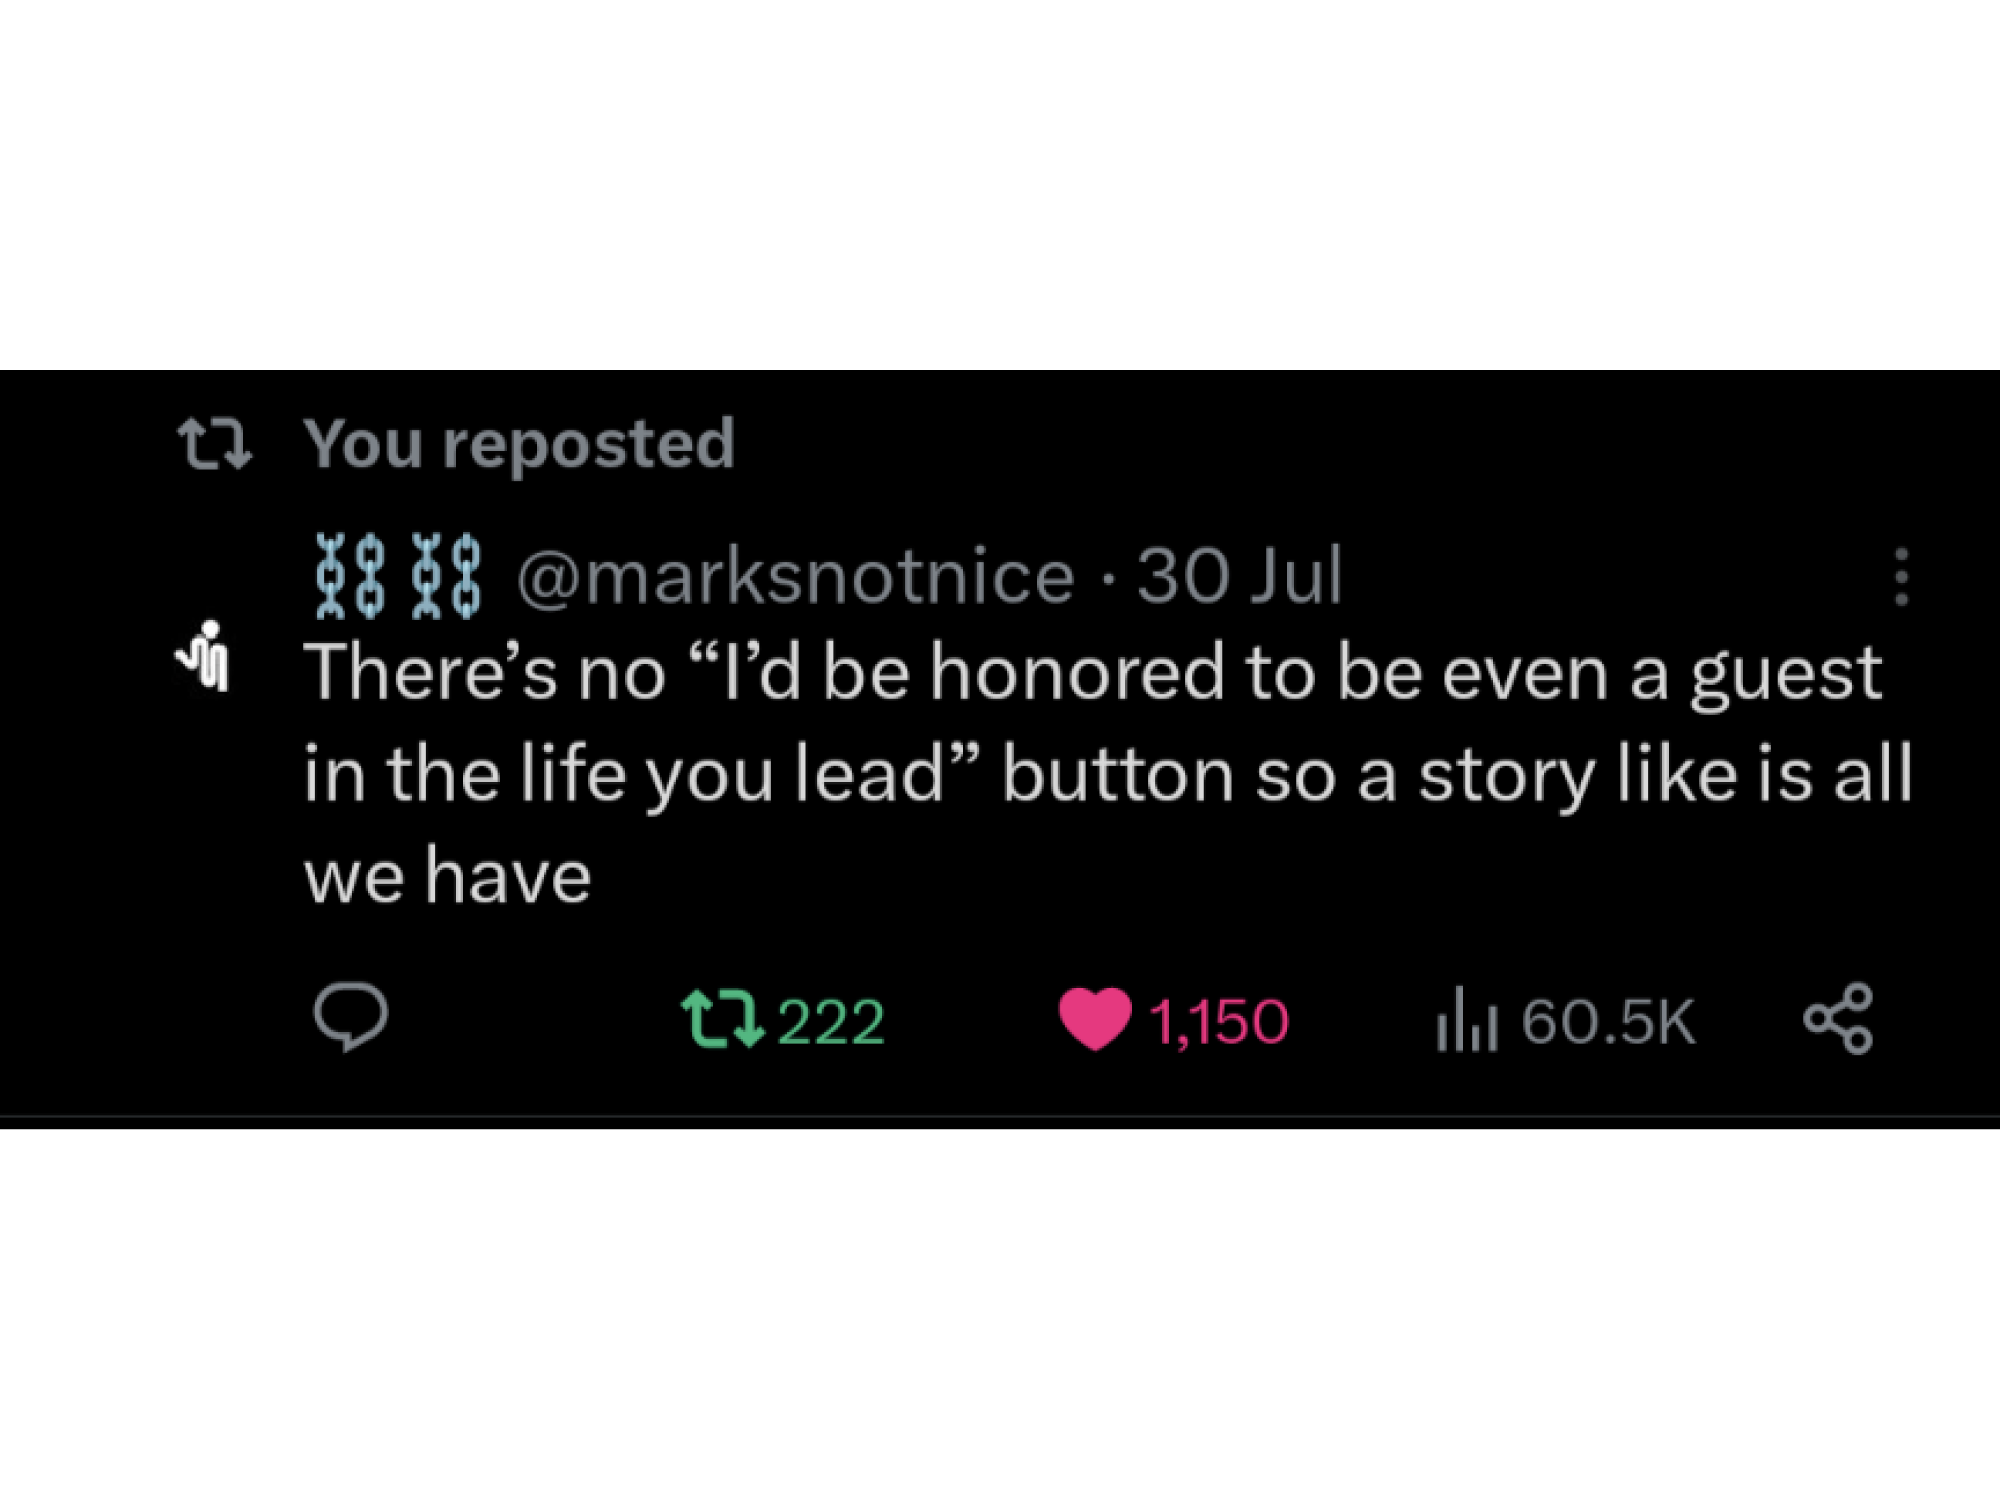 You reposted
⛓️ ⛓️ @marksnotnice · 30 Jul
There’s no “I’d be honored to be even a guest
in the life you lead” button so a story like is all
we have
222 1,150 60.5K